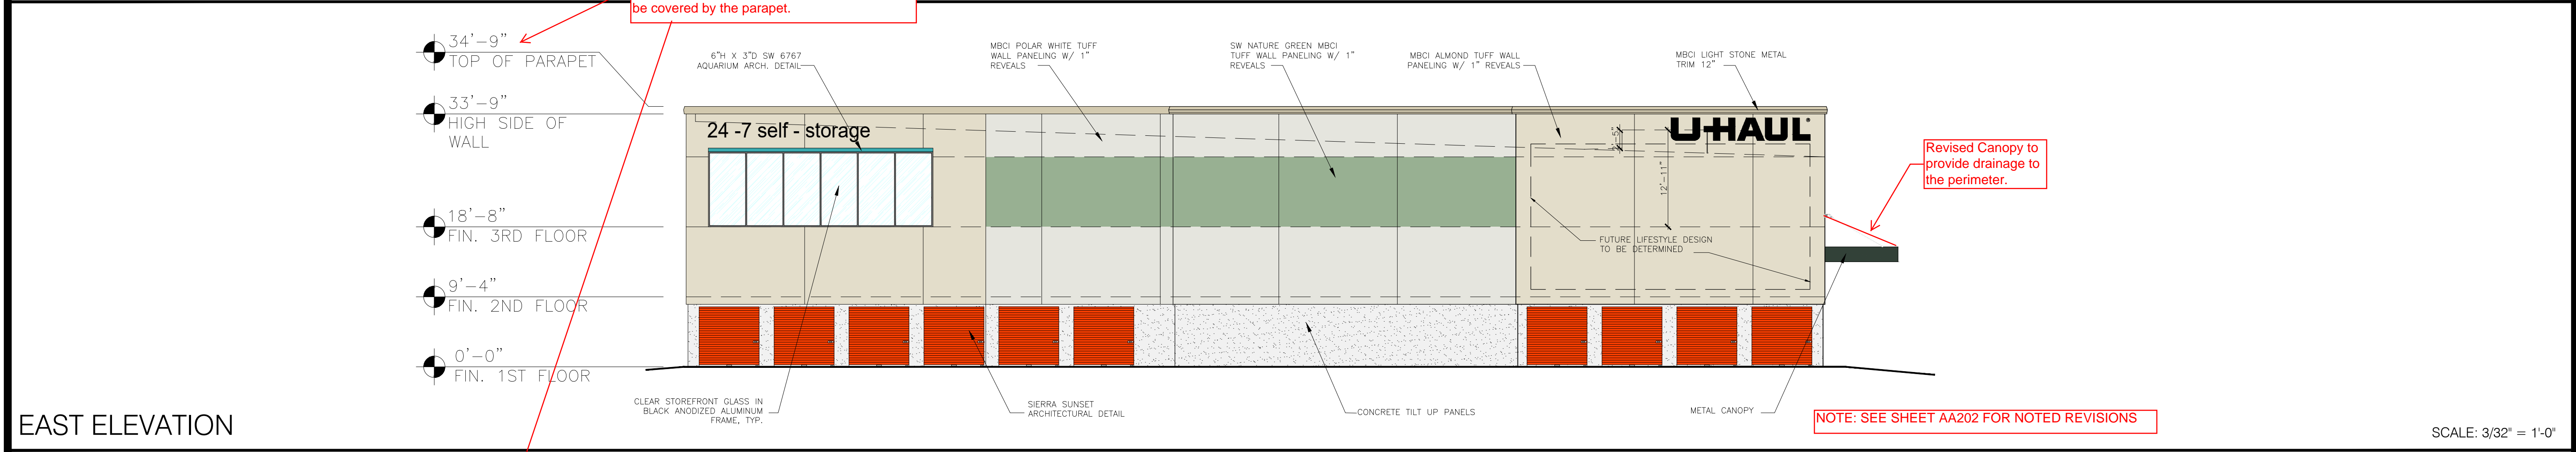 be covered by the parapet.
34'-9"
TOP OF PARAPET
33'-9"
HIGH SIDE OF
WALL
18'-8"
FIN. 3RD FLOOR
9'-4"
FIN. 2ND FLOOR
0'-0"
FIN. 1ST FLOOR
6"H X 3"D SW 6767
AQUARIUM ARCH. DETAIL
MBCI POLAR WHITE TUFF
WALL PANELING W/ 1"
REVEALS
SW NATURE GREEN MBCI
TUFF WALL PANELING W/ 1"
REVEALS
MBCI ALMOND TUFF WALL
PANELING W/ 1" REVEALS
MBCI LIGHT STONE METAL
TRIM 12"
24 -7 self - storage
U-HAUL®
12'-11"
Revised Canopy to
provide drainage to
the perimeter.
FUTURE LIFESTYLE DESIGN
TO BE DETERMINED
CLEAR STOREFRONT GLASS IN
BLACK ANODIZED ALUMINUM
FRAME, TYP.
SIERRA SUNSET
ARCHITECTURAL DETAIL
CONCRETE TILT UP PANELS
METAL CANOPY
NOTE: SEE SHEET AA202 FOR NOTED REVISIONS
EAST ELEVATION
SCALE: 3/32" = 1'-0"